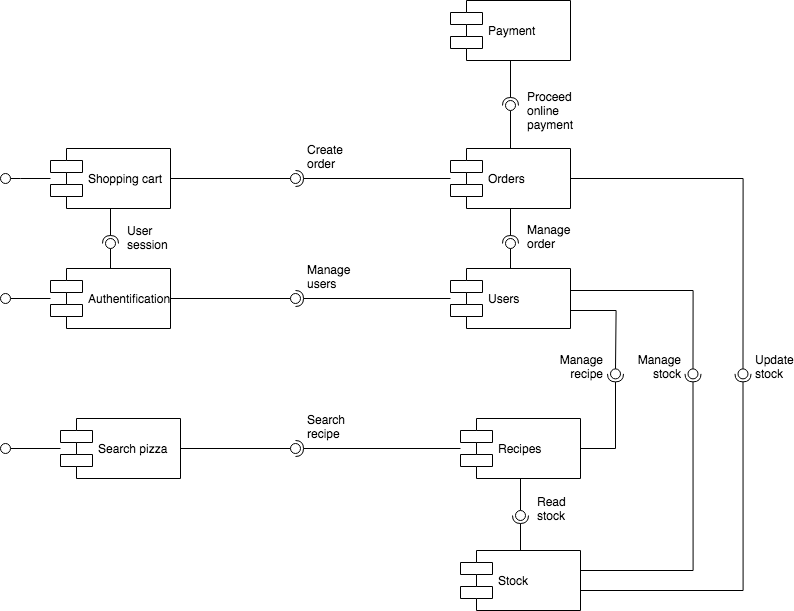 Payment
Proceed
online
payment
Create
order
Shopping cart
Orders
User
session
Manage
order
Manage
users
Authentification
Users
Manage
recipe
Manage
stock
Update
stock
Search
recipe
Search pizza
Recipes
Read
stock
Stock